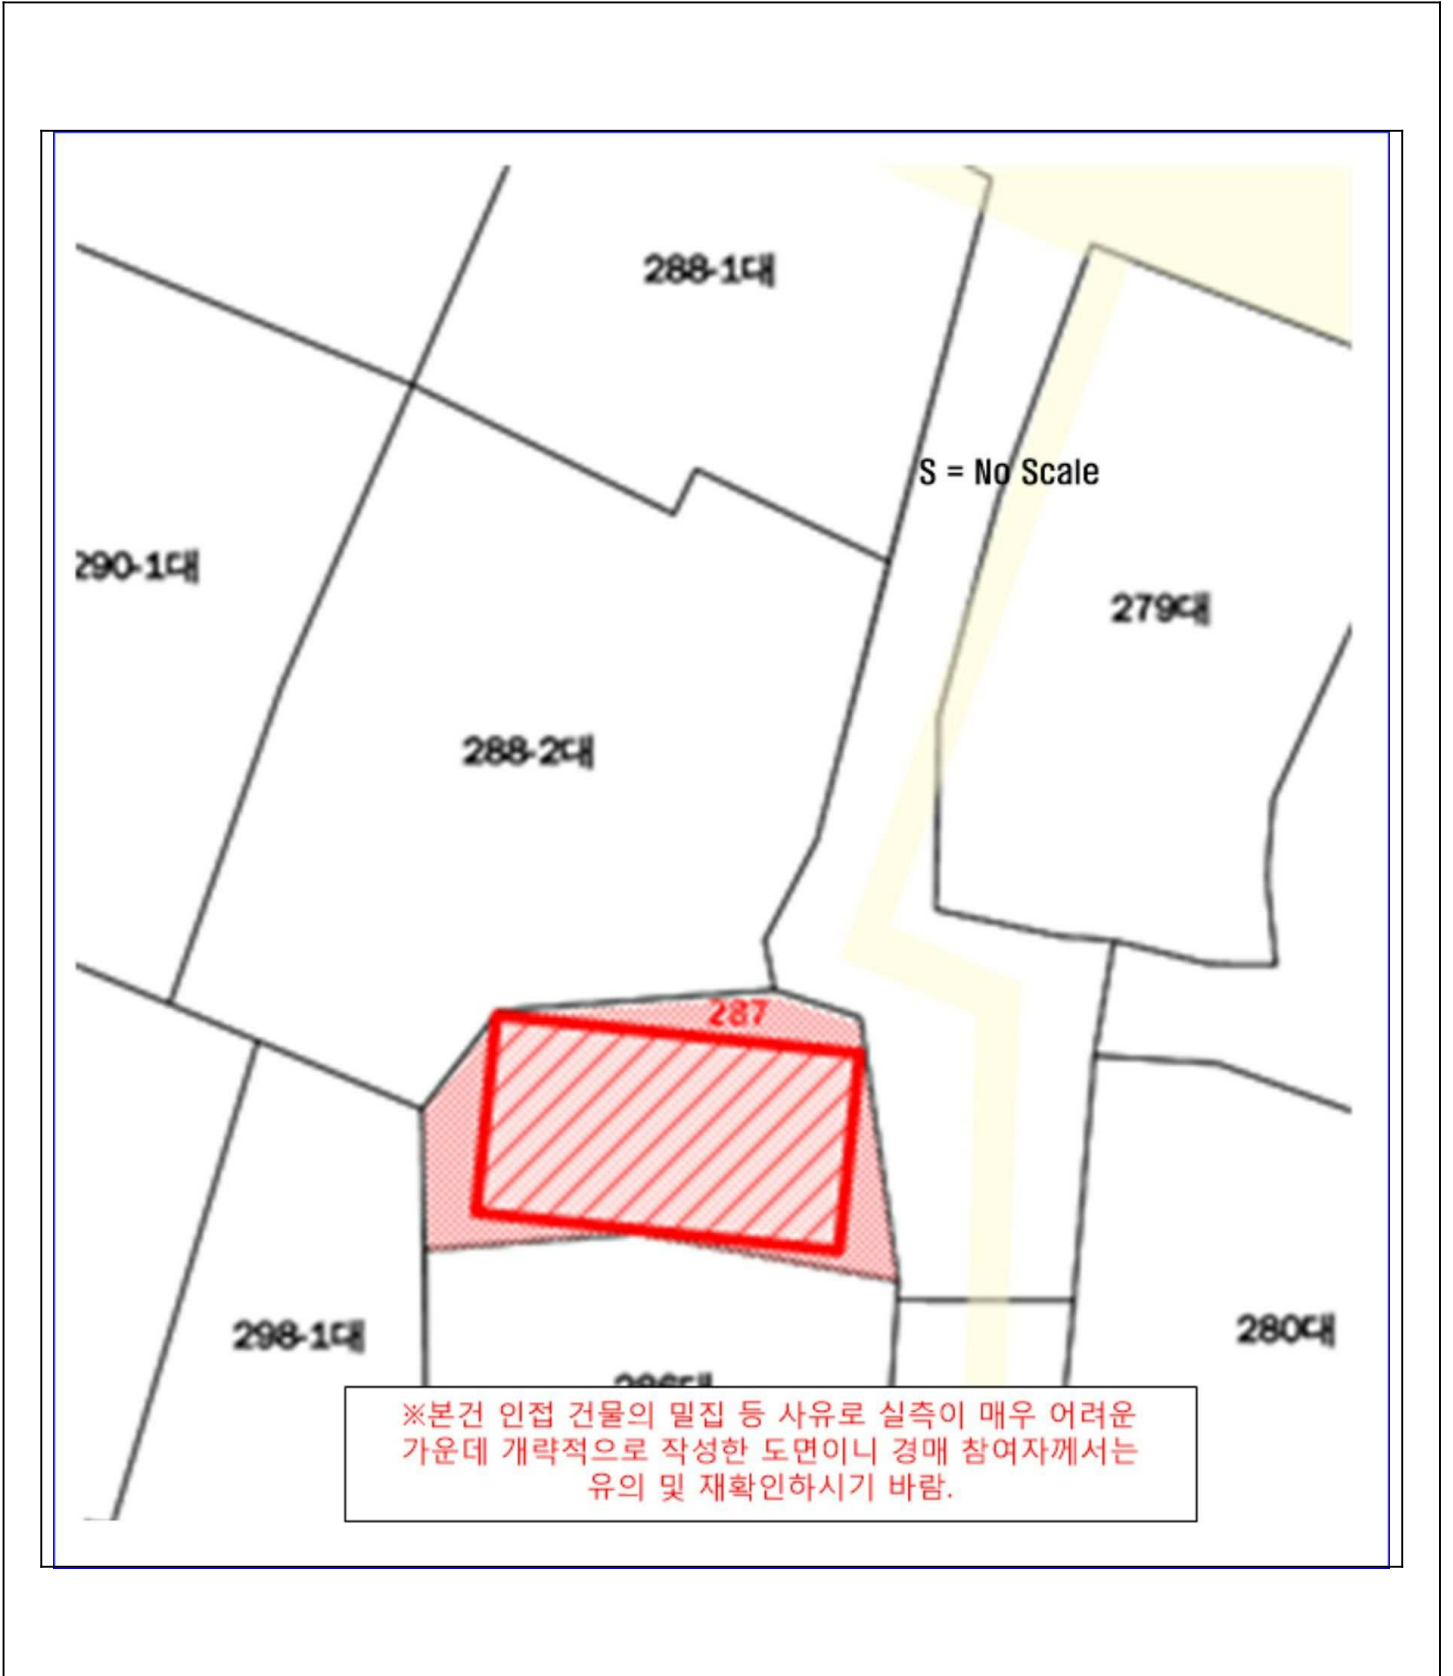 288-1대
S = No Scale
290-1대
279대
288-2대
287
298-1대
280대
※본건 인접 건물의 밀집 등 사유로 실측이 매우 어려운
가운데 개략적으로 작성한 도면이니 경매 참여자께서는
유의 및 재확인하시기 바람.